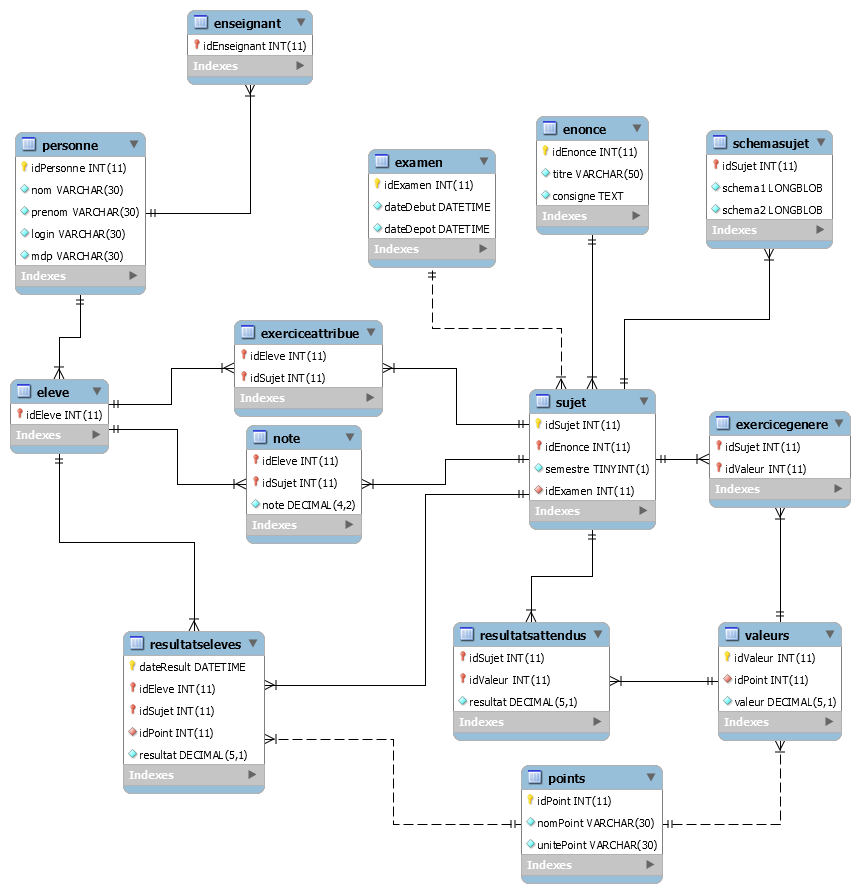 enseignant
idEnseignant INT(11)
Indexes
personne
idPersonne INT(11)
nom VARCHAR(30)
prenom VARCHAR(30)
login VARCHAR(30)
mdp VARCHAR(30)
Indexes
examen
idExamen INT(11)
dateDebut DATETIME
dateDepot DATETIME
Indexes
enonce
idEnonce INT(11)
titre VARCHAR(50)
consigne TEXT
Indexes
schemasujet
idSujet INT(11)
schema1 LONGBLOB
schema2 LONGBLOB
Indexes
exerciceattribue
idEleve INT(11)
idSujet INT(11)
Indexes
eleve
idEleve INT(11)
Indexes
note
idEleve INT(11)
idSujet INT(11)
note DECIMAL(4,2)
Indexes
sujet
idSujet INT(11)
idEnonce INT(11)
semestre TINYINT(1)
idExamen INT(11)
Indexes
exercicegenere
idSujet INT(11)
idValeur INT(11)
Indexes
resultatseleves
dateResult DATETIME
idEleve INT(11)
idSujet INT(11)
idPoint INT(11)
resultat DECIMAL(5,1)
Indexes
resultatsattendus
idSujet INT(11)
idValeur INT(11)
resultat DECIMAL(5,1)
Indexes
valeurs
idValeur INT(11)
idPoint INT(11)
valeur DECIMAL(5,1)
Indexes
points
idPoint INT(11)
nomPoint VARCHAR(30)
unitePoint VARCHAR(30)
Indexes